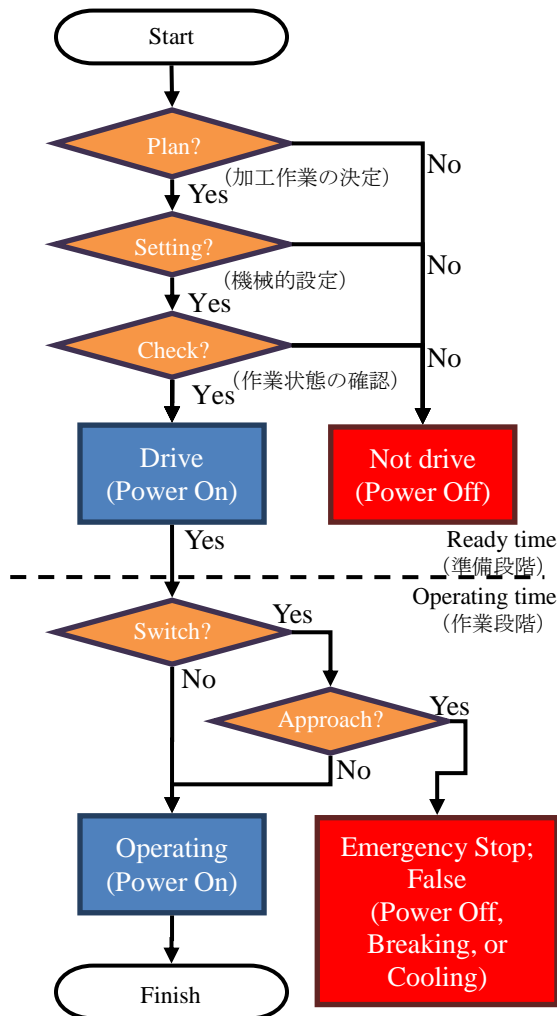 Start
Plan?
No
Yes
(加工作業の決定)
Setting?
No
Yes
(機械的設定)
Check?
No
Yes
(作業状態の確認)
Drive
(Power On)
Not drive
(Power Off)
Yes
Ready time
(準備段階)
Operating time
(作業段階)
Switch?
Yes
No
Approach?
Yes
No
Operating
(Power On)
Emergency Stop;
False
(Power Off,
Breaking, or
Cooling)
Finish